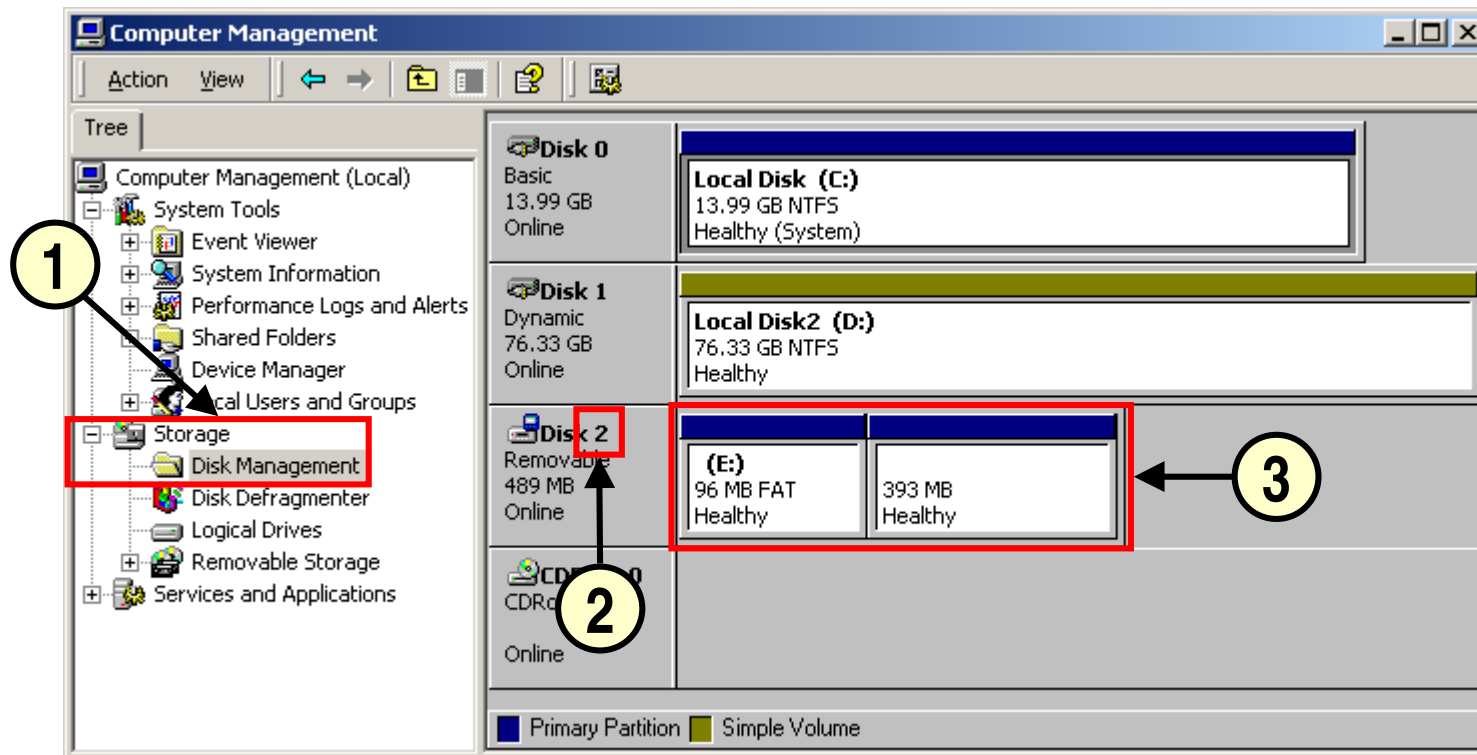 Computer Management
Action View
Tree
Computer Management (Local)
System Tools
Event Viewer
System Information
Performance Logs and Alerts
Shared Folders
Device Manager
Users and Groups
Storage
Disk Management
Disk Defragmenter
Logical Drives
Removable Storage
Services and Applications
1
Disk 0
Basic
13.99 GB
Online
Local Disk (C:)
13.99 GB NTFS
Healthy (System)
Disk 1
Dynamic
76.33 GB
Online
Local Disk2 (D:)
76.33 GB NTFS
Healthy
Disk 2
Removable
489 MB
Online
(E:)
96 MB FAT
Healthy
393 MB
Healthy
3
2
0
Online
Primary Partition Simple Volume